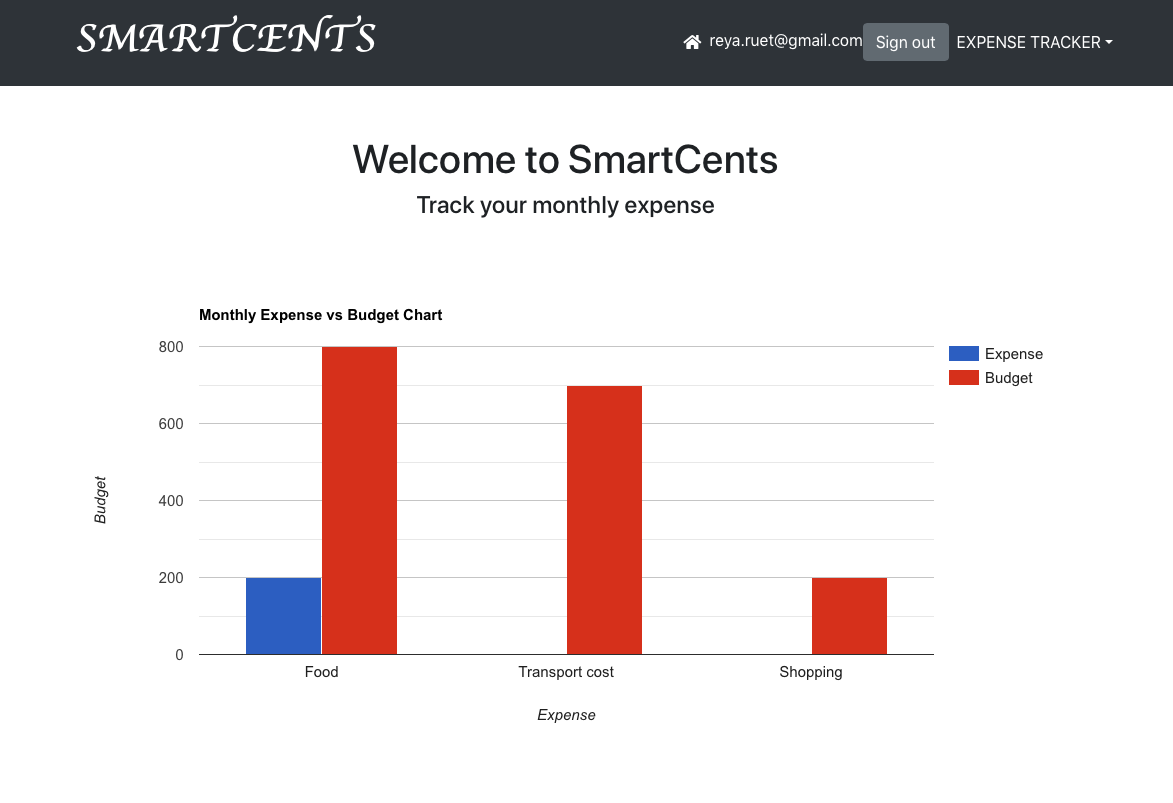 SMARTCENTS
reya.ruet@gmail.com Sign out EXPENSE TRACKER
Welcome to SmartCents
Track your monthly expense
Monthly Expense vs Budget Chart
Expense
Budget
800
600
400
200
0
Budget
Food Transport cost Shopping
Expense